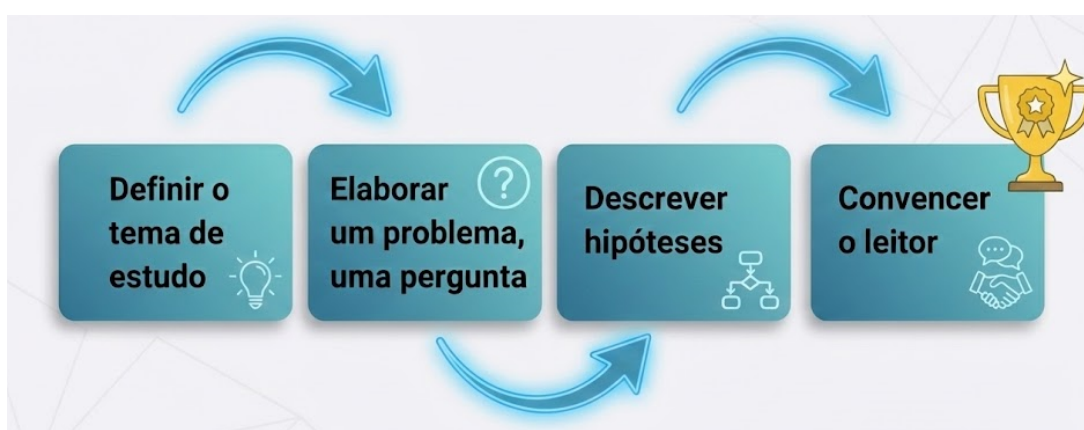 Definir o
tema de
estudo
Elaborar
um problema,
uma pergunta
?
Descrever
hipóteses
Convencer
o leitor